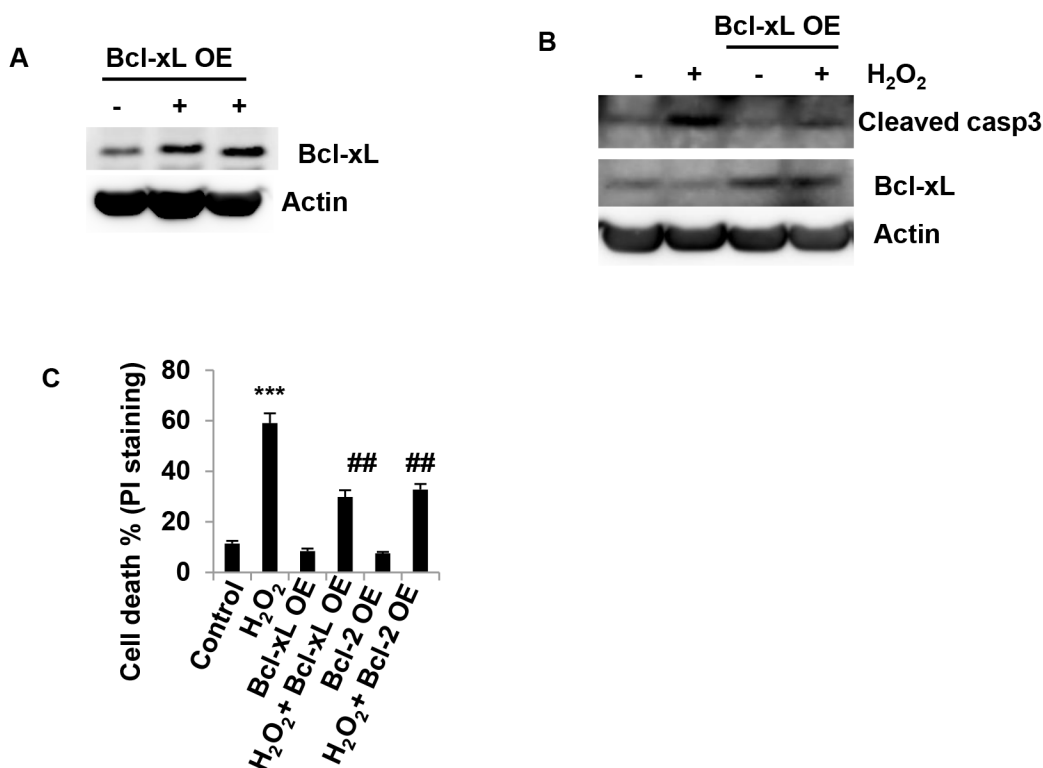 A
Bcl-xL OE
- + +
Bcl-xL
Actin
B
Bcl-xL OE
- + - + H₂O₂
Cleaved casp3
Bcl-xL
Actin
C
Cell death % (PI staining)
80
60
40
20
0
***
##
##
Control
H₂O₂
Bcl-xL OE
H₂O₂+ Bcl-xL OE
Bcl-2 OE
H₂O₂+ Bcl-2 OE